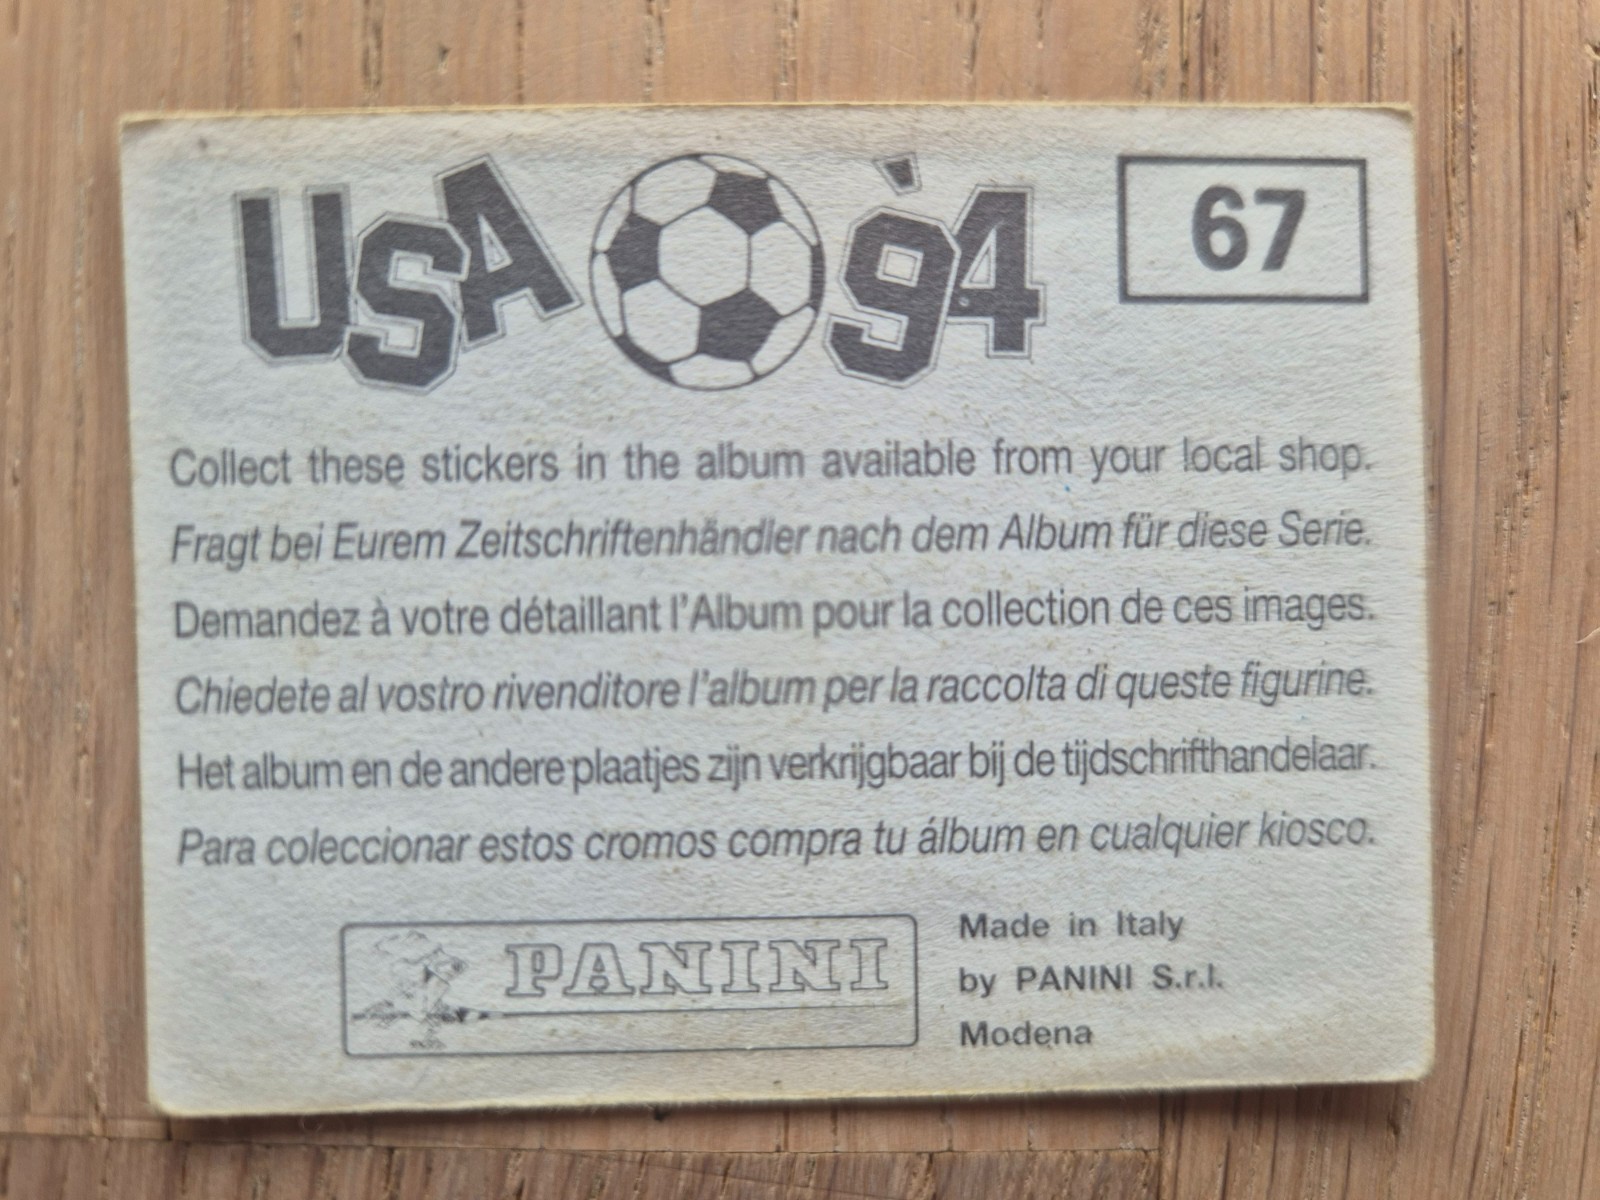 USA '94
67
Collect these stickers in the album available from your local shop.
Fragt bei Eurem Zeitschriftenhändler nach dem Album für diese Serie.
Demandez à votre détaillant l'Album pour la collection de ces images.
Chiedete al vostro rivenditore l'album per la raccolta di queste figurine.
Het album en de andere plaatjes zijn verkrijgbaar bij de tijdschrifthandelaar.
Para coleccionar estos cromos compra tu álbum en cualquier kiosco.
PANINI
Made in Italy
by PANINI S.r.l.
Modena